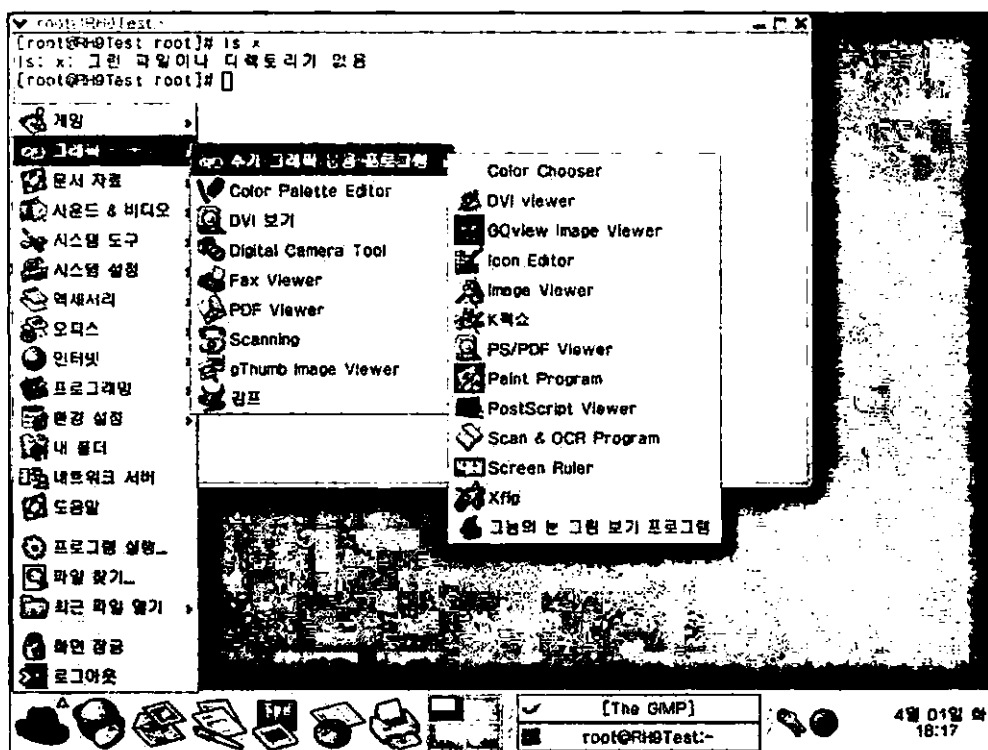 root@RH9Test:~
[root@RH9Test root]# ls x
ls: x: 그런 파일이나 디렉토리가 없음
[root@RH9Test root]#
게임
그래픽
문서 자료
사운드 & 비디오
시스템 도구
시스템 설정
액세서리
오피스
인터넷
프로그래밍
환경 설정
내 폴더
네트워크 서버
도움말
프로그램 실행...
파일 찾기...
최근 파일 열기
화면 잠금
로그아웃
추가 그래픽 응용 프로그램
Color Palette Editor
DVI 보기
Digital Camera Tool
Fax Viewer
PDF Viewer
Scanning
gThumb Image Viewer
김프
Color Chooser
DVI viewer
GQview Image Viewer
Icon Editor
Image Viewer
K팩쇼
PS/PDF Viewer
Paint Program
PostScript Viewer
Scan & OCR Program
Screen Ruler
Xfig
그놈의 눈 그림 보기 프로그램
[The GIMP]
root@RH9Test:~
4월 01일 화
18:17